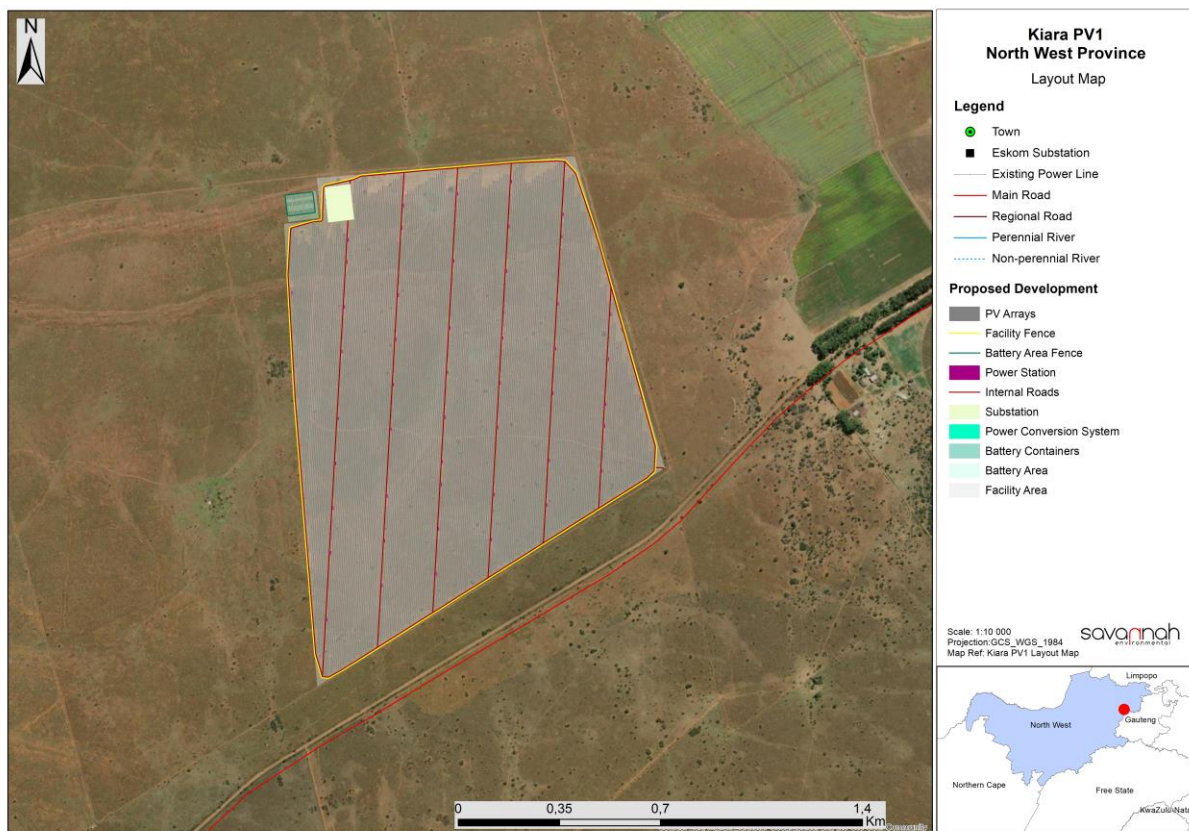 N
Kiara PV1
North West Province
Layout Map
Legend
Town
Eskom Substation
Existing Power Line
Main Road
Regional Road
Perennial River
Non-perennial River
Proposed Development
PV Arrays
Facility Fence
Battery Area Fence
Power Station
Internal Roads
Substation
Power Conversion System
Battery Containers
Battery Area
Facility Area
Scale: 1:10 000
Projection:GCS_WGS_1984
Map Ref: Kiara PV1 Layout Map
savannah
environmental
Limpopo
North West
Gauteng
Northern Cape
Free State
KwaZulu-Nata
0 0,35 0,7 1,4
Km
Community